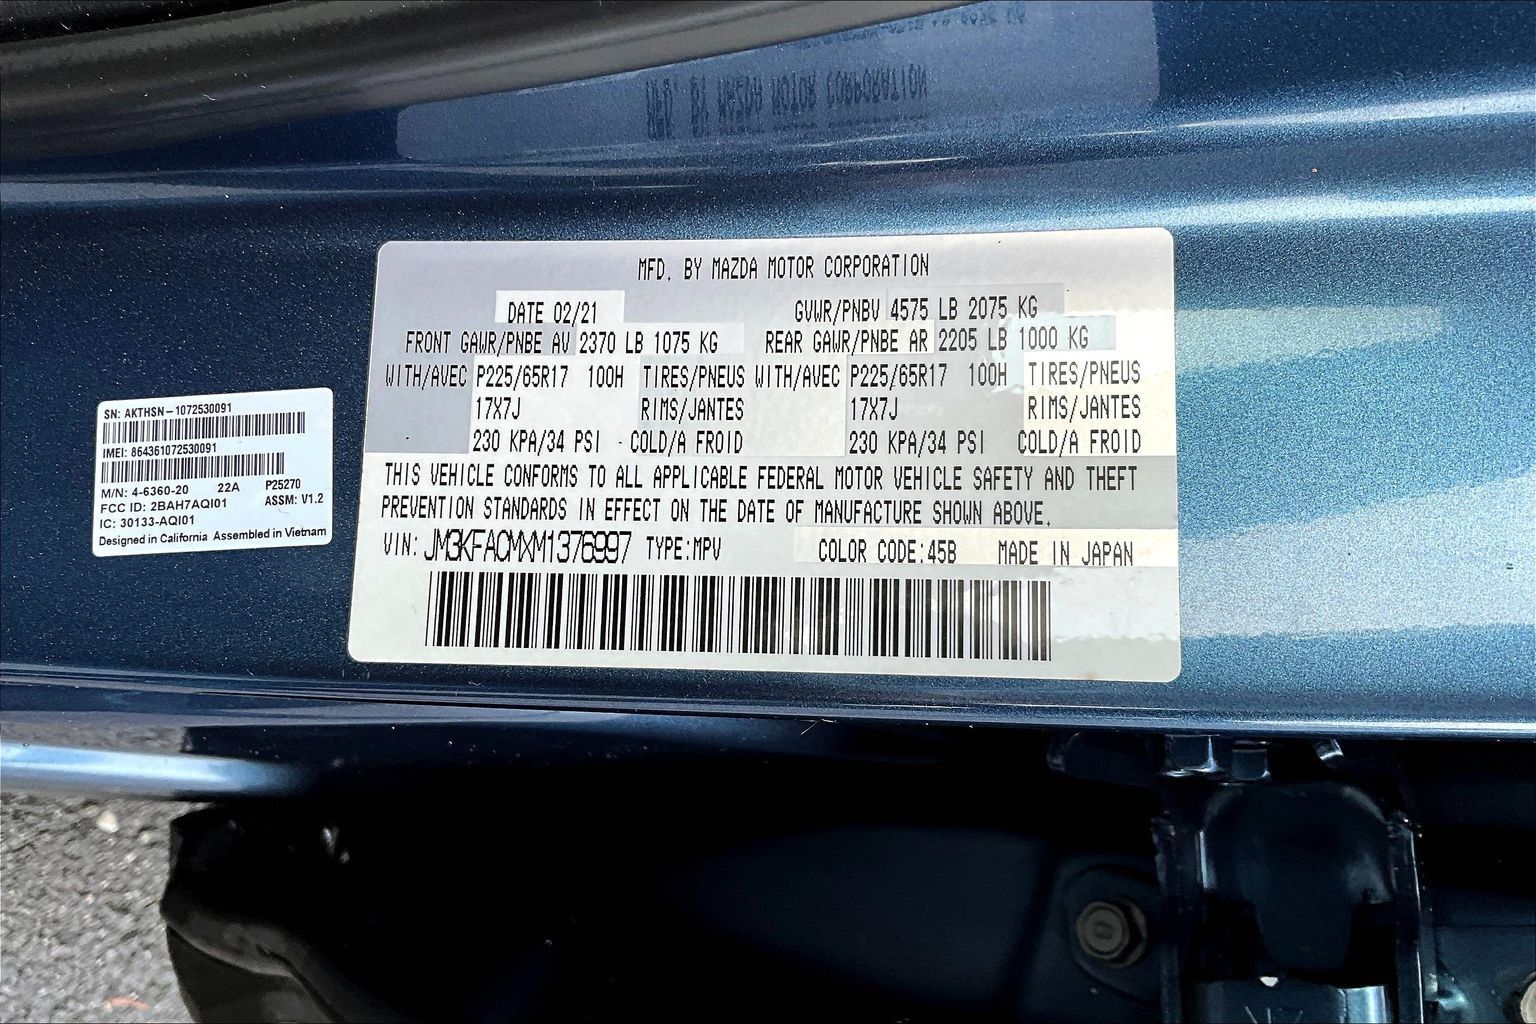 MFD. BY MAZDA MOTOR CORPORATION
DATE 02/21 GVWR/PNBV 4575 LB 2075 KG
FRONT GAWR/PNBE AV 2370 LB 1075 KG REAR GAWR/PNBE AR 2205 LB 1000 KG
WITH/AVEC P225/65R17 100H TIRES/PNEUS WITH/AVEC P225/65R17 100H TIRES/PNEUS
17X7J RIMS/JANTES 17X7J RIMS/JANTES
230 KPA/34 PSI COLD/A FROID 230 KPA/34 PSI COLD/A FROID
THIS VEHICLE CONFORMS TO ALL APPLICABLE FEDERAL MOTOR VEHICLE SAFETY AND THEFT
PREVENTION STANDARDS IN EFFECT ON THE DATE OF MANUFACTURE SHOWN ABOVE.
VIN: JM3KFACMXM1376997 TYPE:MPV COLOR CODE:45B MADE IN JAPAN
SN: AKTHSN-1072530091
IMEI: 864361072530091
M/N: 4-6360-20 22A P25270
FCC ID: 2BAH7AQI01 ASSM: V1.2
IC: 30133-AQI01
Designed in California Assembled in Vietnam